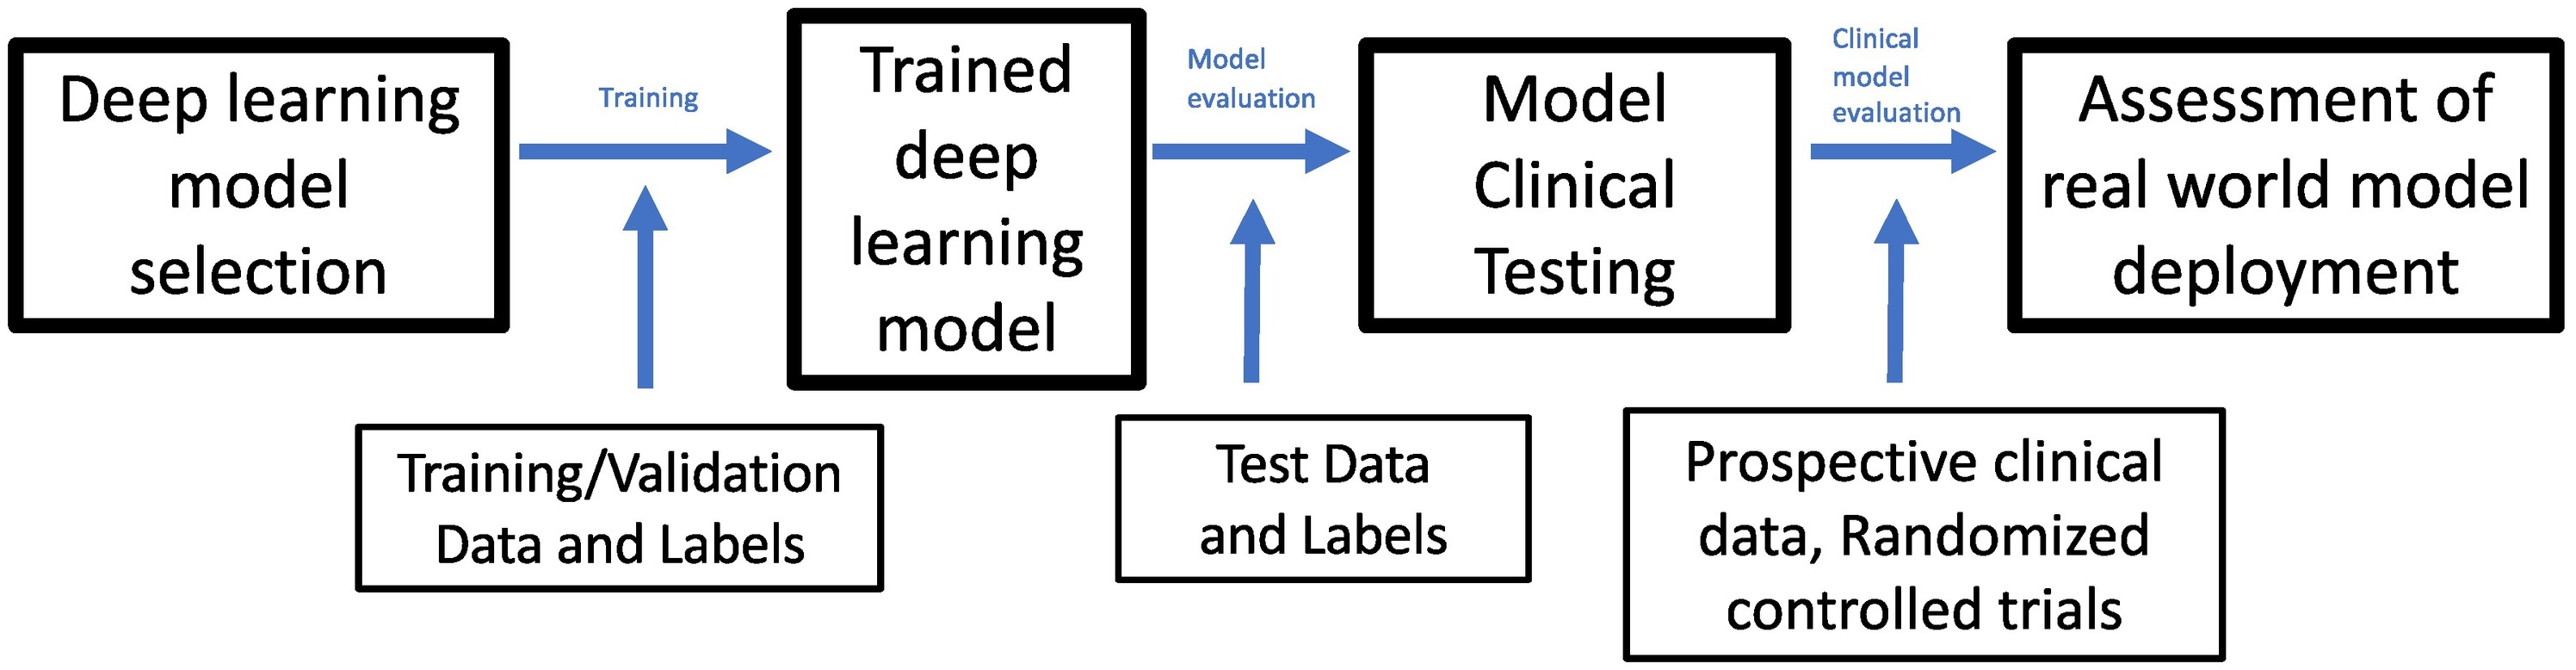 Deep learning
model
selection
Training
Trained
deep
learning
model
Model
evaluation
Model
Clinical
Testing
Clinical
model
evaluation
Assessment of
real world model
deployment
Training/Validation
Data and Labels
Test Data
and Labels
Prospective clinical
data, Randomized
controlled trials